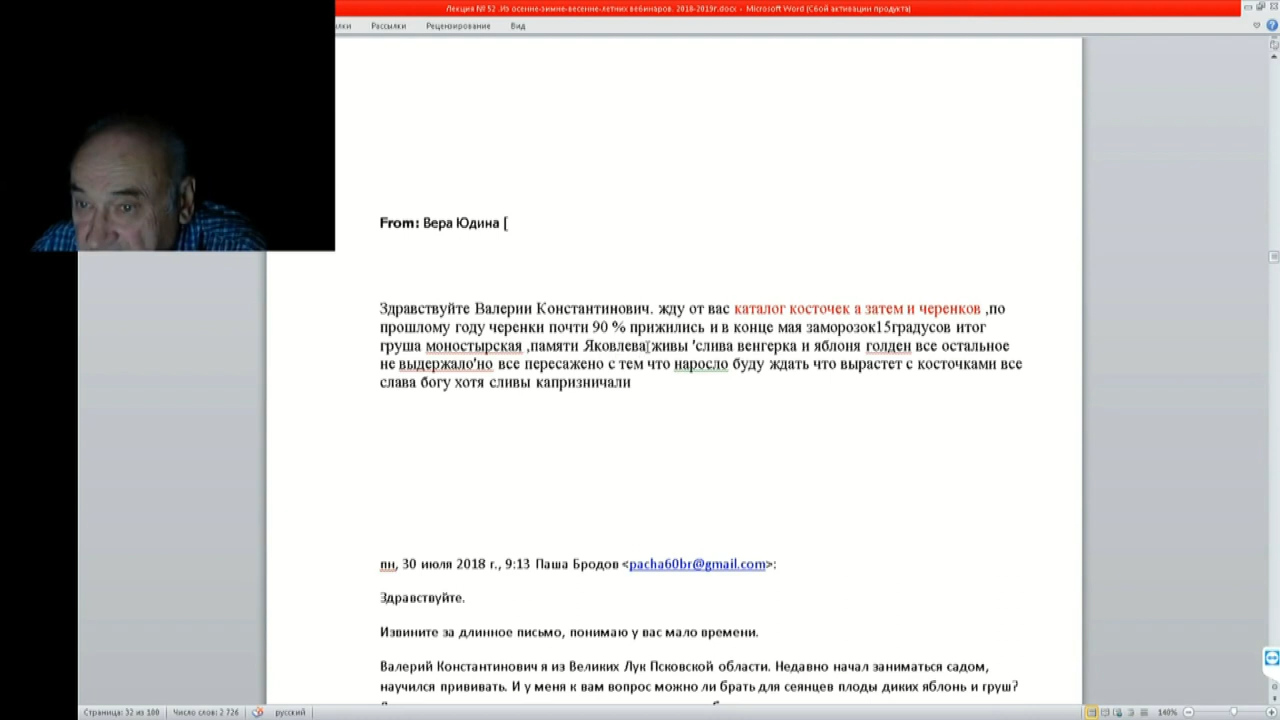 Лекция № 52 .Из осенне-зимне-весенне-летних вебинаров. 2018-2019г.docx - Microsoft Word (Сбой активации продукта)
Рассылки Рецензирование Вид
From: Вера Юдина [
Здравствуйте Валерии Константинович. жду от вас каталог косточек а затем и черенков ,по
прошлому году черенки почти 90 % прижились и в конце мая заморозок15градусов итог
груша моностырская ,памяти Яковлева живы 'слива венгерка и яблоня голден все остальное
не выдержало'но все пересажено с тем что наросло буду ждать что вырастет с косточками все
слава богу хотя сливы капризничали
пн, 30 июля 2018 г., 9:13 Паша Бродов <pacha60br@gmail.com>:
Здравствуйте.
Извините за длинное письмо, понимаю у вас мало времени.
Валерий Константинович я из Великих Лук Псковской области. Недавно начал заниматься садом,
научился прививать. И у меня к вам вопрос можно ли брать для сеянцев плоды диких яблонь и груш?
Страница: 32 из 100 Число слов: 2 726 русский 140%